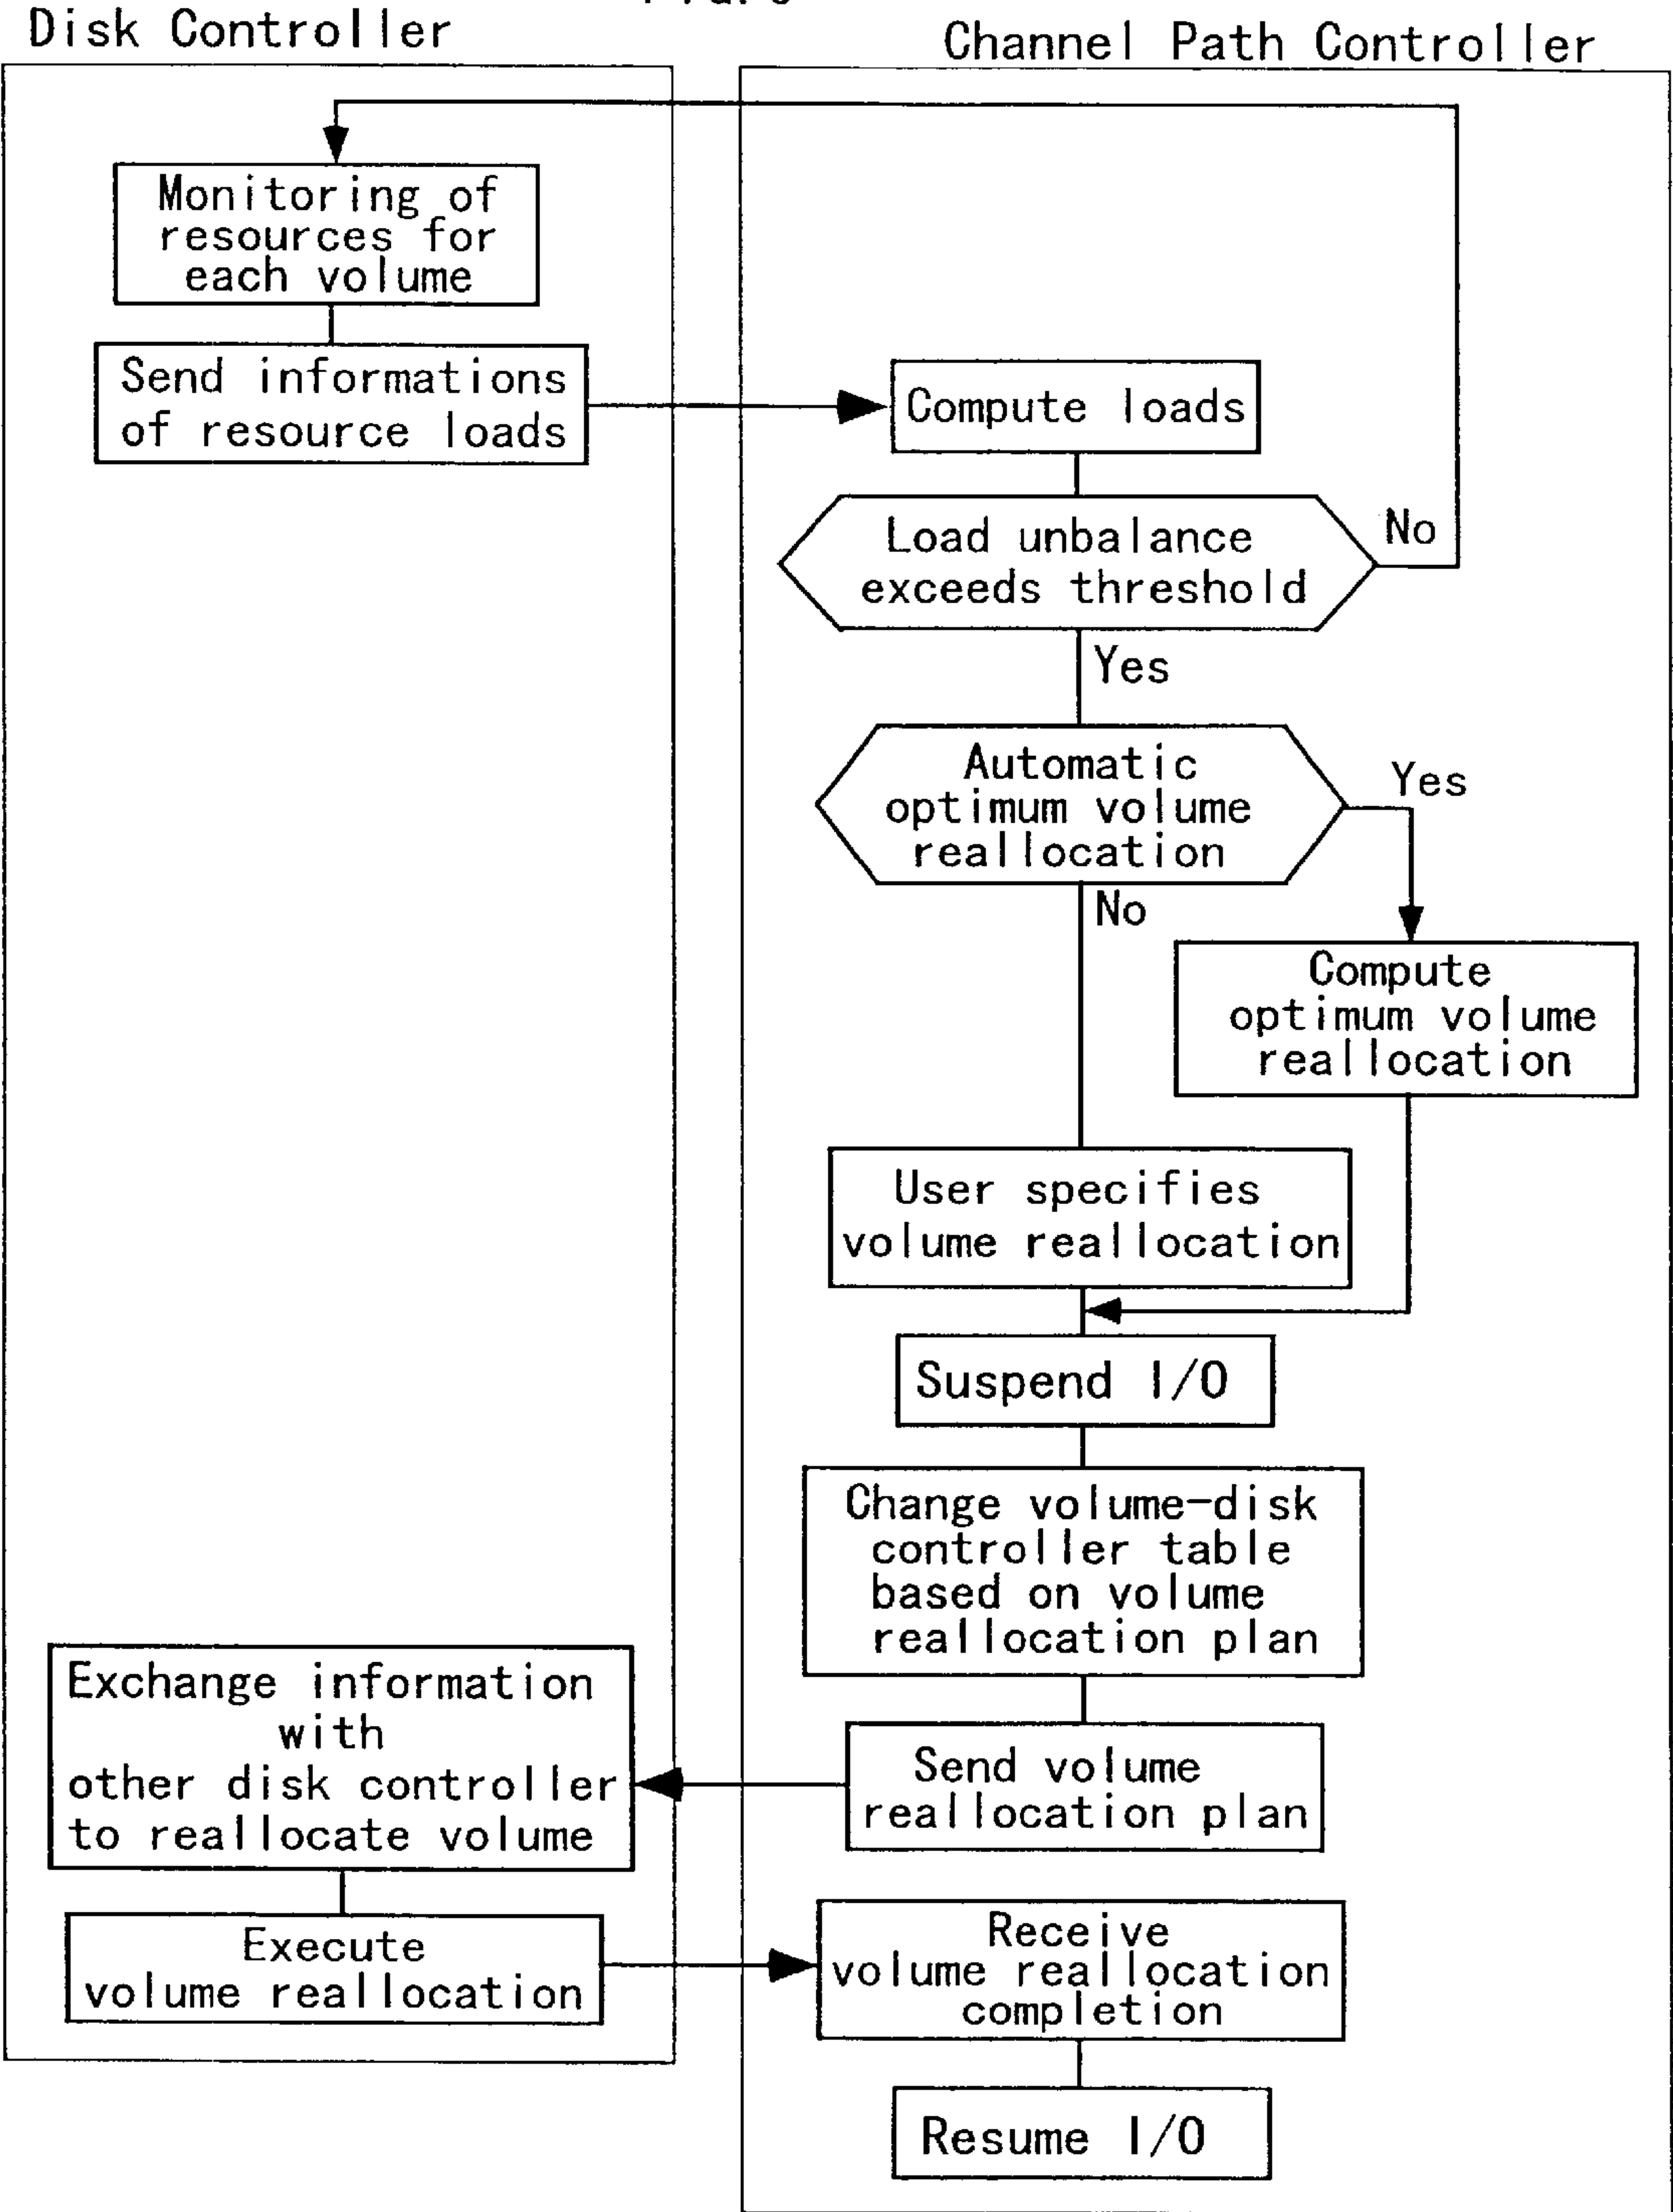 Disk Controller
Channel Path Controller
Monitoring of
resources for
each volume
Send informations
of resource loads
Compute loads
Load unbalance
exceeds threshold
No
Yes
Automatic
optimum volume
reallocation
Yes
No
Compute
optimum volume
reallocation
User specifies
volume reallocation
Suspend I/O
Change volume-disk
controller table
based on volume
reallocation plan
Exchange information
with
other disk controller
to reallocate volume
Send volume
reallocation plan
Execute
volume reallocation
Receive
volume reallocation
completion
Resume I/O